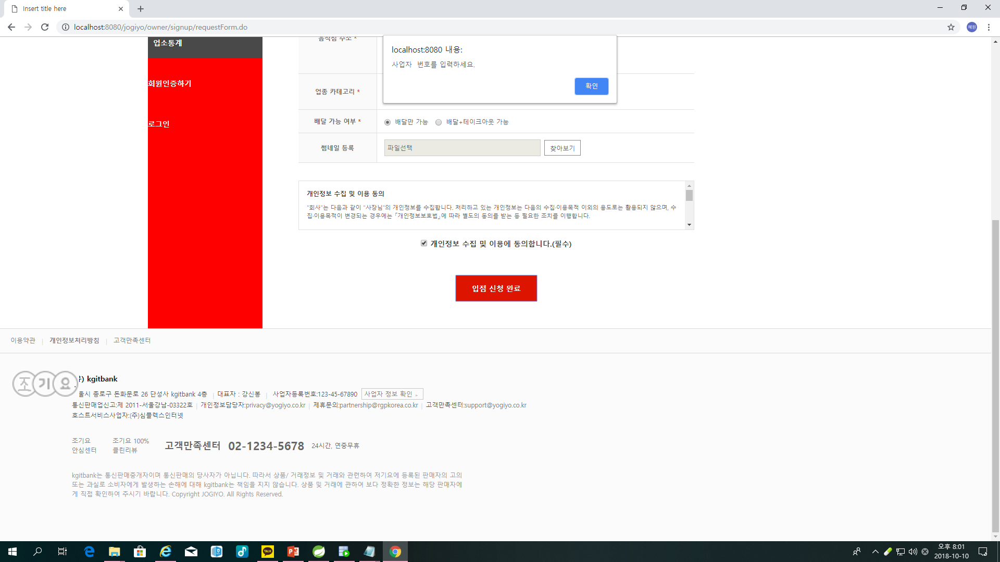 Insert title here
localhost:8080/jogiyo/owner/signup/requestForm.do
혜원
업소통계
회원인증하기
로그인
음식점 주소 *
localhost:8080 내용:
사업자 번호를 입력하세요.
확인
업종 카테고리 *
배달 가능 여부 *
배달만 가능 배달+테이크아웃 가능
썸네일 등록
파일선택 찾아보기
개인정보 수집 및 이용 동의
"회사"는 다음과 같이 "사장님"의 개인정보를 수집합니다. 처리하고 있는 개인정보는 다음의 수집·이용목적 이외의 용도로는 활용되지 않으며, 수
집·이용목적이 변경되는 경우에는 「개인정보보호법」에 따라 별도의 동의를 받는 등 필요한 조치를 이행합니다.
개인정보 수집 및 이용에 동의합니다.(필수)
입점 신청 완료
이용약관 | 개인정보처리방침 | 고객만족센터
조기요
) kgitbank
울시 종로구 돈화문로 26 단성사 kgitbank 4층 | 대표자 : 강신봉 | 사업자등록번호:123-45-67890 사업자 정보 확인 。
통신판매업신고:제 2011-서울강남-03322호 | 개인정보담당자:privacy@yogiyo.co.kr | 제휴문의:partnership@rgpkorea.co.kr | 고객만족센터:support@yogiyo.co.kr
호스트서비스사업자:(주)심플렉스인터넷
조기요
안심센터
조기요 100%
클린리뷰
고객만족센터 02-1234-5678 24시간, 연중무휴
kgitbank는 통신판매중개자이며 통신판매의 당사자가 아닙니다. 따라서 상품/ 거래정보 및 거래와 관련하여 저기요에 등록된 판매자의 고의
또는 과실로 소비자에게 발생하는 손해에 대해 kgitbank는 책임을 지지 않습니다. 상품 및 거래에 관하여 보다 정확한 정보는 해당 판매자에
게 직접 확인하여 주시기 바랍니다. Copyright JOGIYO. All Rights Reserved.
TALK
오후 8:01
2018-10-10